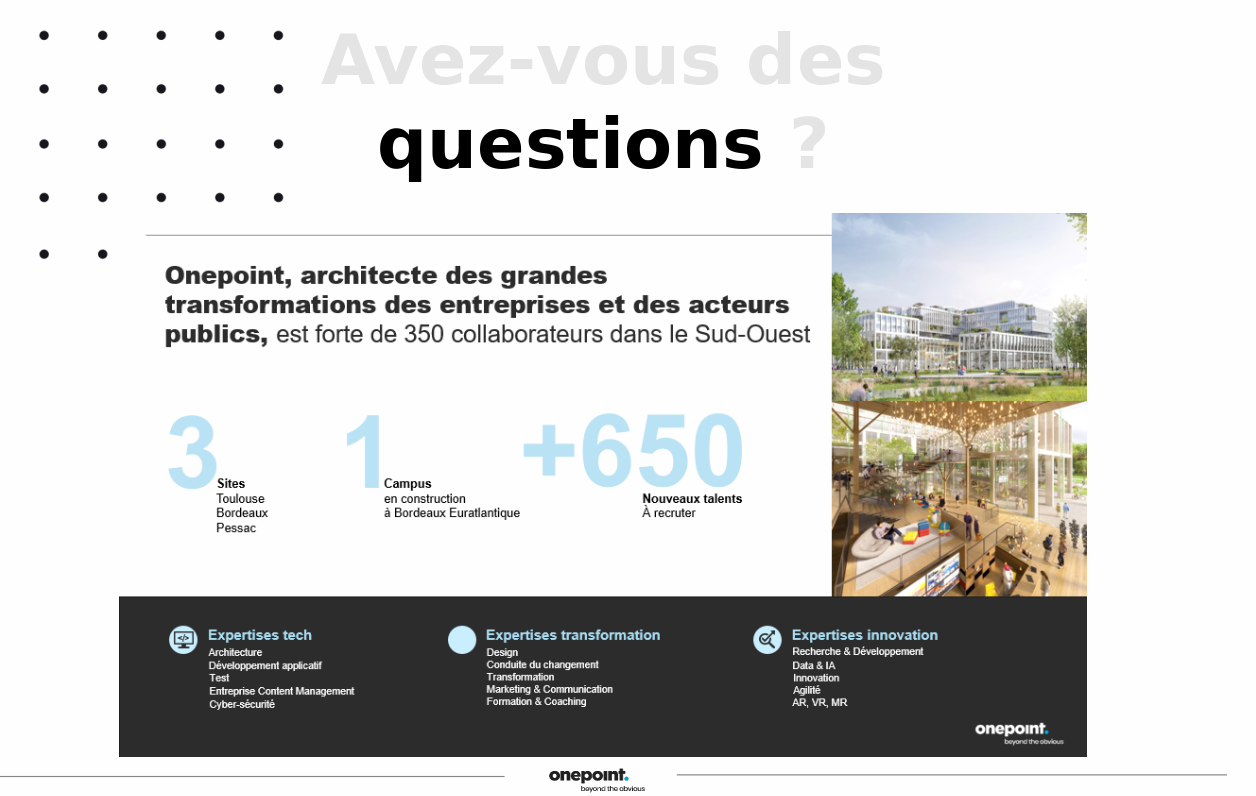 Avez-vous des
questions ?
Onepoint, architecte des grandes
transformations des entreprises et des acteurs
publics, est forte de 350 collaborateurs dans le Sud-Ouest
3
Sites
Toulouse
Bordeaux
Pessac
1
Campus
en construction
à Bordeaux Euratlantique
+650
Nouveaux talents
À recruter
Expertises tech
Architecture
Développement applicatif
Test
Entreprise Content Management
Cyber-sécurité
Expertises transformation
Design
Conduite du changement
Transformation
Marketing & Communication
Formation & Coaching
Expertises innovation
Recherche & Développement
Data & IA
Innovation
Agilité
AR, VR, MR
onepoint.
beyond the obvious
onepoint.
beyond the obvious